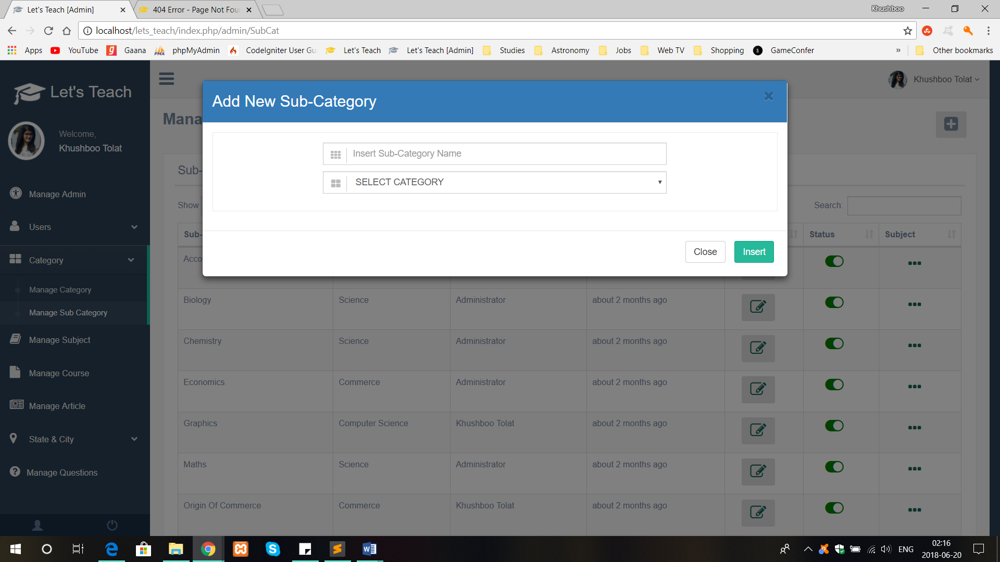 Let's Teach [Admin]
404 Error - Page Not Fou
Khushboo
localhost/lets_teach/index.php/admin/SubCat
Apps YouTube Gaana phpMyAdmin CodeIgniter User Gu Let's Teach Let's Teach [Admin] Studies Astronomy Jobs Web TV Shopping GameConfer » Other bookmarks
Let's Teach
Welcome,
Khushboo Tolat
Manage Admin
Users
Category
Manage Category
Manage Sub Category
Manage Subject
Manage Course
Manage Article
State & City
Manage Questions
Khushboo Tolat
Mana
Add New Sub-Category
Insert Sub-Category Name
SELECT CATEGORY
Close Insert
Sub-
Show Search:
Sub- Status Subject
Acco
Biology Science Administrator about 2 months ago
Chemistry Science Administrator about 2 months ago
Economics Commerce Administrator about 2 months ago
Graphics Computer Science Khushboo Tolat about 2 months ago
Maths Science Administrator about 2 months ago
Origin Of Commerce Commerce Khushboo Tolat about 2 months ago
ENG
02:16
2018-06-20